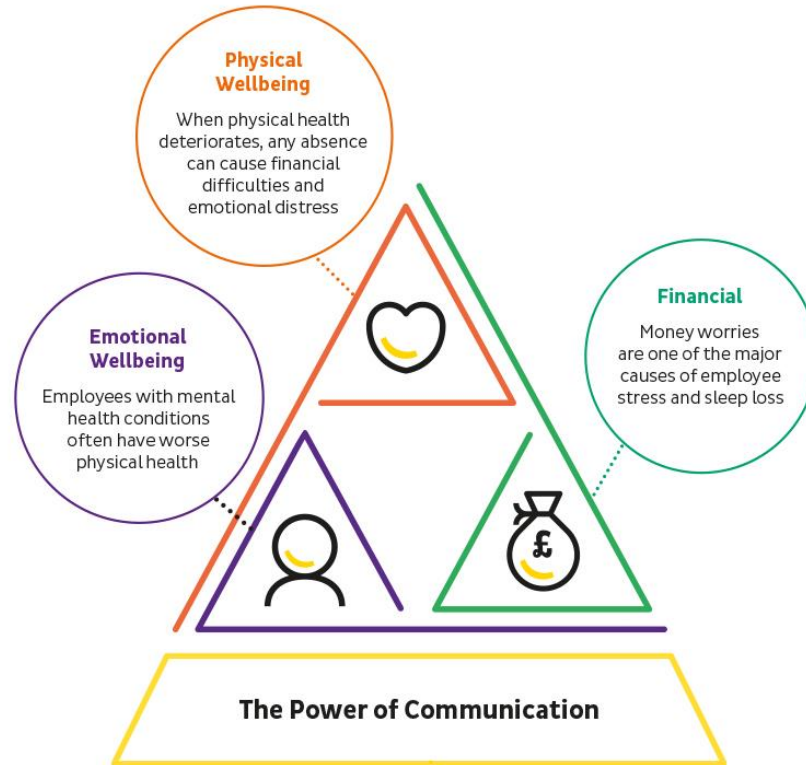 Physical
Wellbeing
When physical health
deteriorates, any absence
can cause financial
difficulties and
emotional distress
Emotional
Wellbeing
Employees with mental
health conditions
often have worse
physical health
Financial
Money worries
are one of the major
causes of employee
stress and sleep loss
£
The Power of Communication